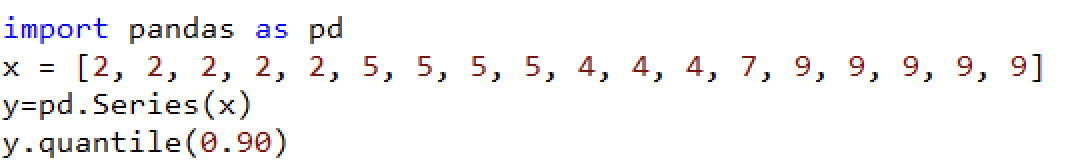 import pandas as pd
x = [2, 2, 2, 2, 2, 5, 5, 5, 5, 4, 4, 4, 7, 9, 9, 9, 9, 9]
y=pd.Series(x)
y.quantile(0.90)